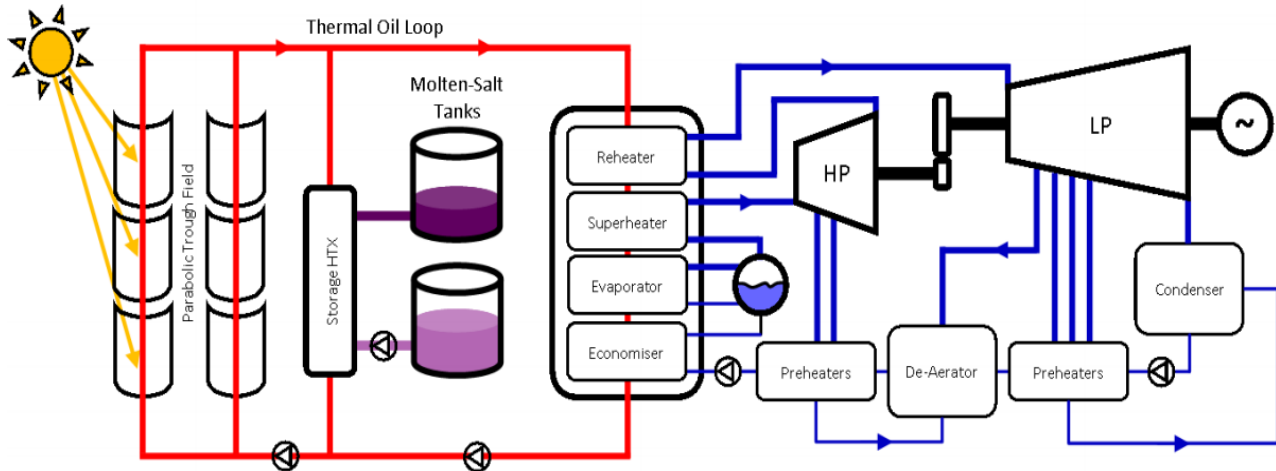 Thermal Oil Loop
Molten-Salt
Tanks
Parabolic Trough Field
Storage HTX
Reheater
Superheater
Evaporator
Economiser
HP
LP
~
Condenser
Preheaters
De-Aerator
Preheaters